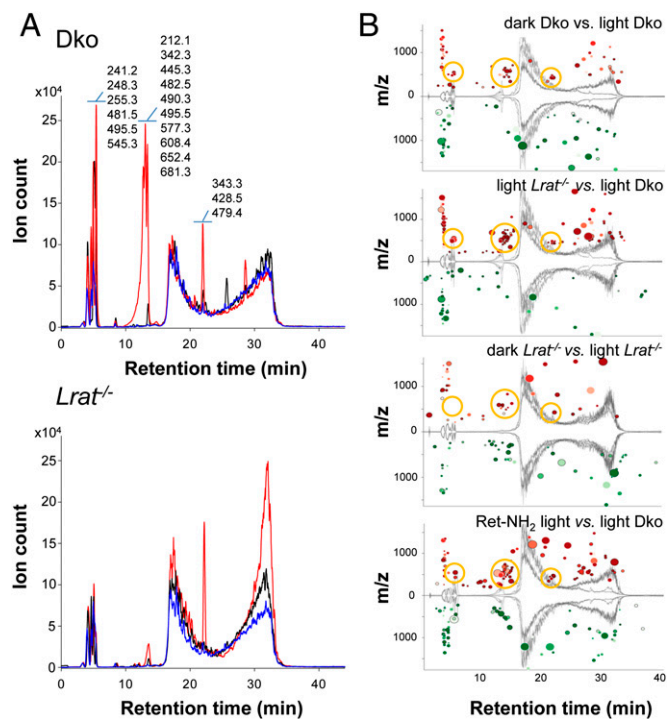 A
Dko
241.2
248.3
255.3
481.5
495.5
545.3
212.1
342.3
445.3
482.5
490.3
495.5
577.3
608.4
652.4
681.3
343.3
428.5
479.4
x10⁴
25
20
15
10
5
0
Ion count
0 10 20 30 40
Retention time (min)
Lrat-/-
x10⁴
25
20
15
10
5
0
Ion count
0 10 20 30 40
Retention time (min)
B
dark Dko vs. light Dko
1000
0
1000
m/z
light Lrat-/- vs. light Dko
1000
0
1000
m/z
dark Lrat-/- vs. light Lrat-/-
1000
0
1000
m/z
Ret-NH₂ light vs. light Dko
1000
0
1000
m/z
10 20 30 40
Retention time (min)